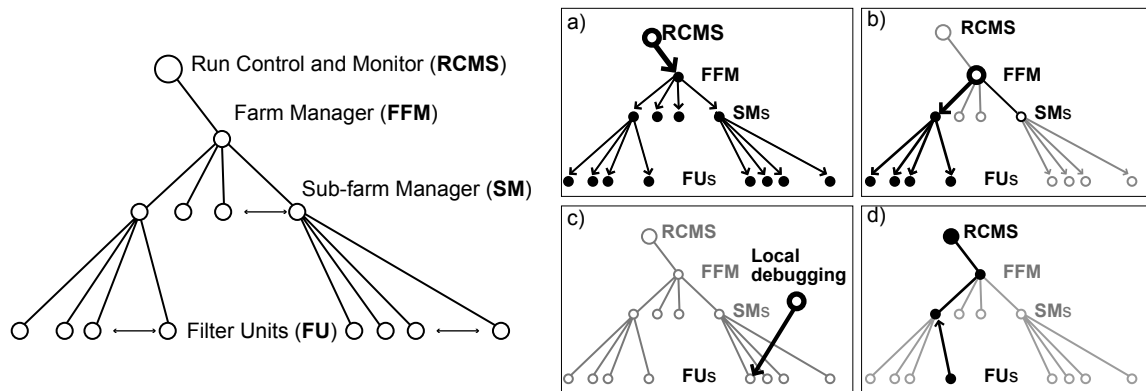 Run Control and Monitor (RCMS)
Farm Manager (FFM)
Sub-farm Manager (SM)
Filter Units (FU)
a)
RCMS
FFM
SMs
FUs
b)
RCMS
FFM
SMs
FUs
c)
RCMS
Local
debugging
FFM
SMs
FUs
d)
RCMS
FFM
SMs
FUs